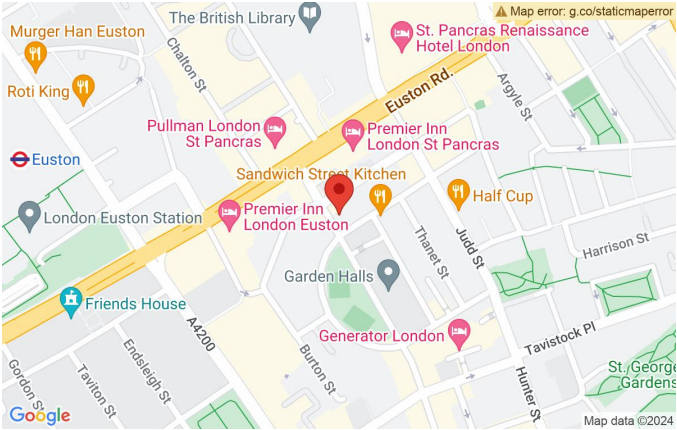 The British Library
Map error: g.co/staticmaperror
Murger Han Euston
Chalton St
St. Pancras Renaissance
Hotel London
Roti King
Euston Rd.
Argyle St
Pullman London
St Pancras
Premier Inn
London St Pancras
Euston
Sandwich Street Kitchen
Half Cup
London Euston Station
Premier Inn
London Euston
Thanet St
Judd St
Harrison St
Garden Halls
Friends House
A4200
Generator London
Tavistock Pl
Endsleigh St
Burton St
Gordon St
Taviton St
Hunter St
St. George
Gardens
Google
Map data ©2024